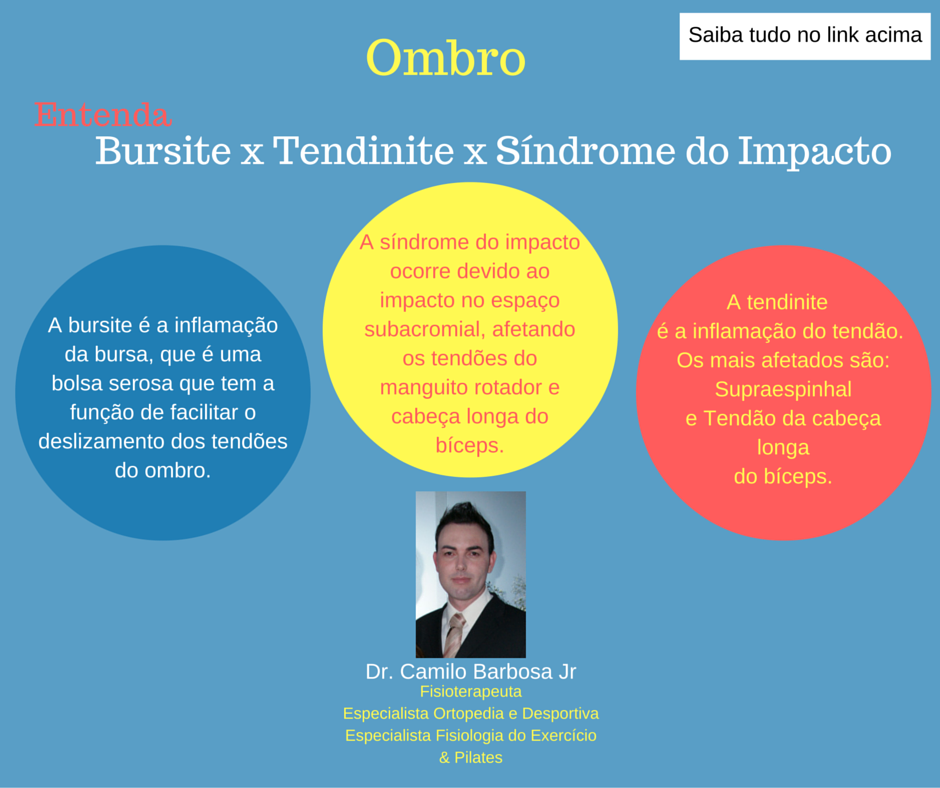 Saiba tudo no link acima
Ombro
Entenda
Bursite x Tendinite x Síndrome do Impacto
A bursite é a inflamação
da bursa, que é uma
bolsa serosa que tem a
função de facilitar o
deslizamento dos tendões
do ombro.
A síndrome do impacto
ocorre devido ao
impacto no espaço
subacromial, afetando
os tendões do
manguito rotador e
cabeça longa do
bíceps.
A tendinite
é a inflamação do tendão.
Os mais afetados são:
Supraespinhal
e Tendão da cabeça
longa
do bíceps.
Dr. Camilo Barbosa Jr
Fisioterapeuta
Especialista Ortopedia e Desportiva
Especialista Fisiologia do Exercício
& Pilates